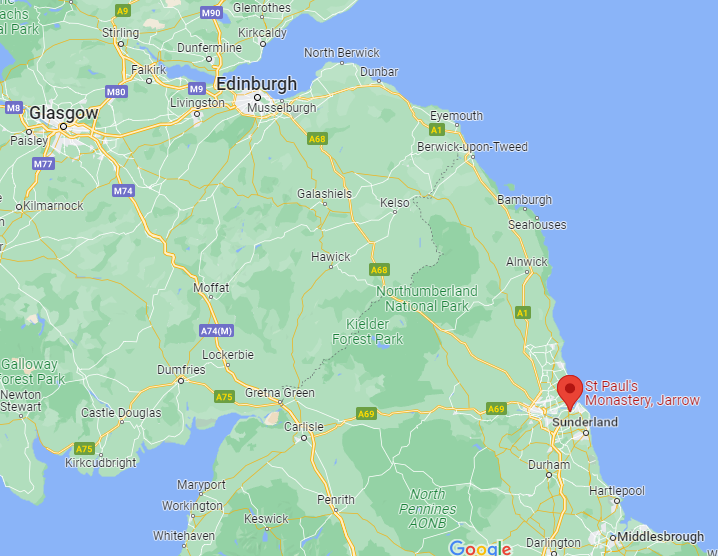 Glenrothes
A9
M90
achs
al Park
Stirling
Kirkcaldy
Dunfermline
North Berwick
Falkirk
Dunbar
Edinburgh
M9
M80
Livingston
Musselburgh
M8
Glasgow
Eyemouth
A1
Paisley
A68
Berwick-upon-Tweed
M77
M74
Galashiels
Kelso
Bamburgh
Kilmarnock
Seahouses
Hawick
A68
Alnwick
Moffat
Northumberland
National Park
A1
Kielder
Forest Park
A74(M)
Lockerbie
Galloway
orest Park
Dumfries
St Paul's
Monastery, Jarrow
Newton
Stewart
A75
Gretna Green
Castle Douglas
A69
A69
Sunderland
Carlisle
A75
Kirkcudbright
Durham
Maryport
North
Pennines
AONB
Hartlepool
Workington
Penrith
Keswick
Whitehaven
Middlesbrough
Google
Darlington